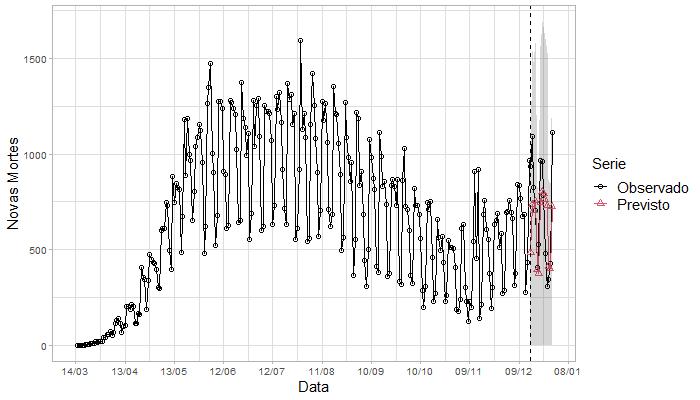 Novas Mortes
1500
1000
500
0
14/03 13/04 13/05 12/06 12/07 11/08 10/09 10/10 09/11 09/12 08/01
Data
Serie
Observado
Previsto